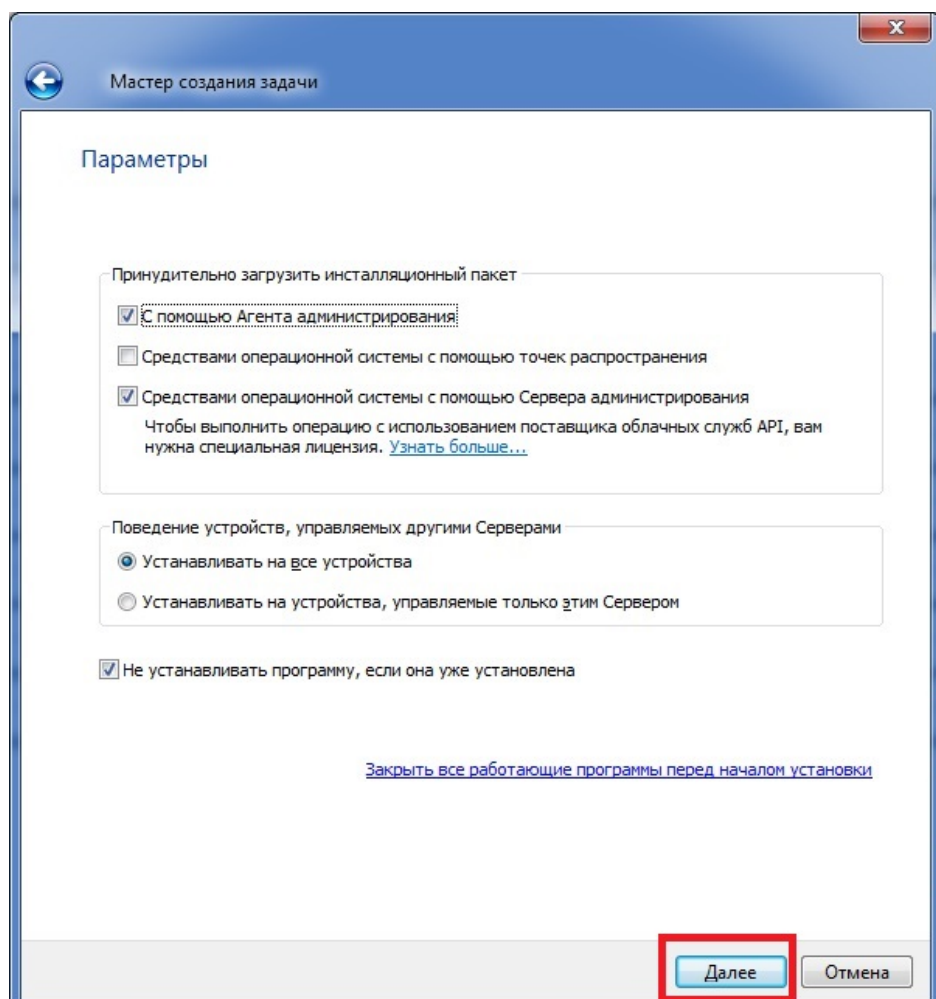 Мастер создания задачи
Параметры
Принудительно загрузить инсталляционный пакет
С помощью Агента администрирования
Средствами операционной системы с помощью точек распространения
Средствами операционной системы с помощью Сервера администрирования
Чтобы выполнить операцию с использованием поставщика облачных служб API, вам
нужна специальная лицензия. Узнать больше...
Поведение устройств, управляемых другими Серверами
Устанавливать на все устройства
Устанавливать на устройства, управляемые только этим Сервером
Не устанавливать программу, если она уже установлена
Закрыть все работающие программы перед началом установки
Далее Отмена